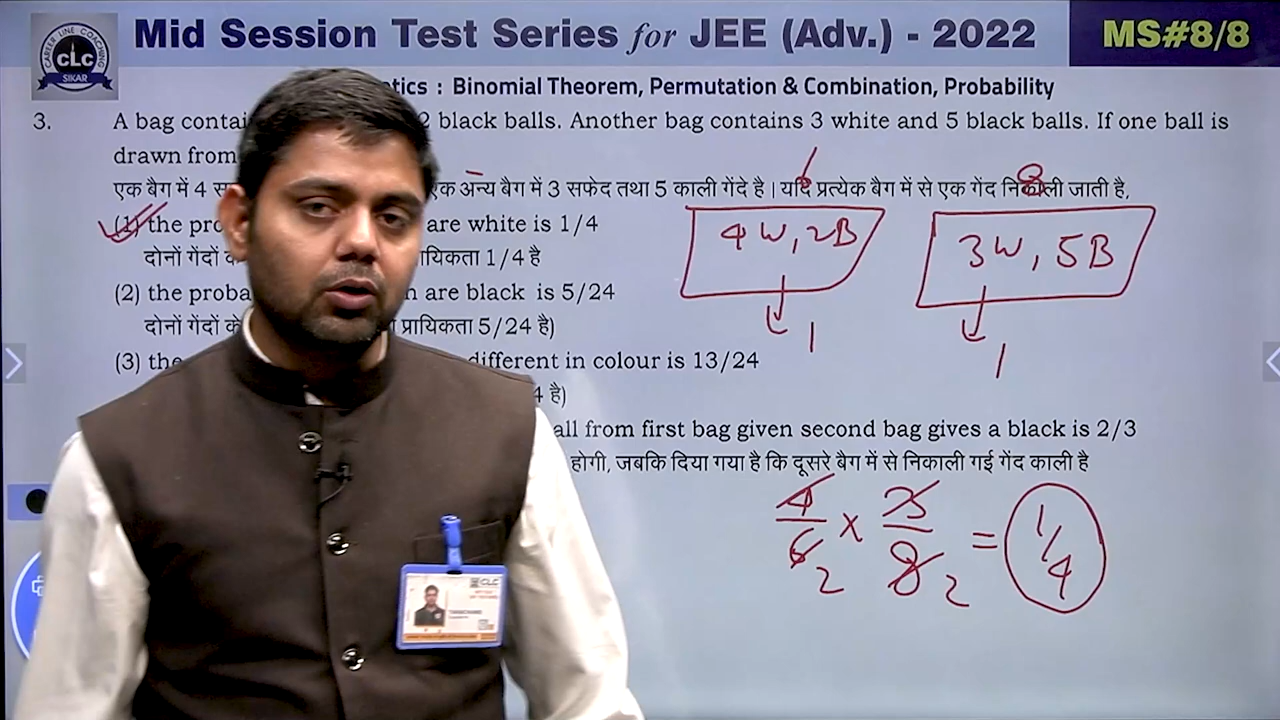 CAREER LINE COACHING
CLC
SIKAR
Mid Session Test Series for JEE (Adv.) - 2022
MS#8/8
tics : Binomial Theorem, Permutation & Combination, Probability
3. A bag contai 2 black balls. Another bag contains 3 white and 5 black balls. If one ball is
drawn from
एक बैग में 4 स एक अन्य बैग में 3 सफेद तथा 5 काली गेंदे है। यदि प्रत्येक बैग में से एक गेंद निकाली जाती है,
6 8
(1) the pro are white is 1/4
4W, 2B 3W, 5B
दोनों गेंदों क ायिकता 1/4 है
(2) the proba n are black is 5/24
1 1
दोनों गेंदों के प्रायिकता 5/24 है)
(3) the different in colour is 13/24
4 है)
all from first bag given second bag gives a black is 2/3
होगी, जबकि दिया गया है कि दूसरे बैग में से निकाली गई गेंद काली है
4/6 2 × 3/8 2 = 1/4
CLC